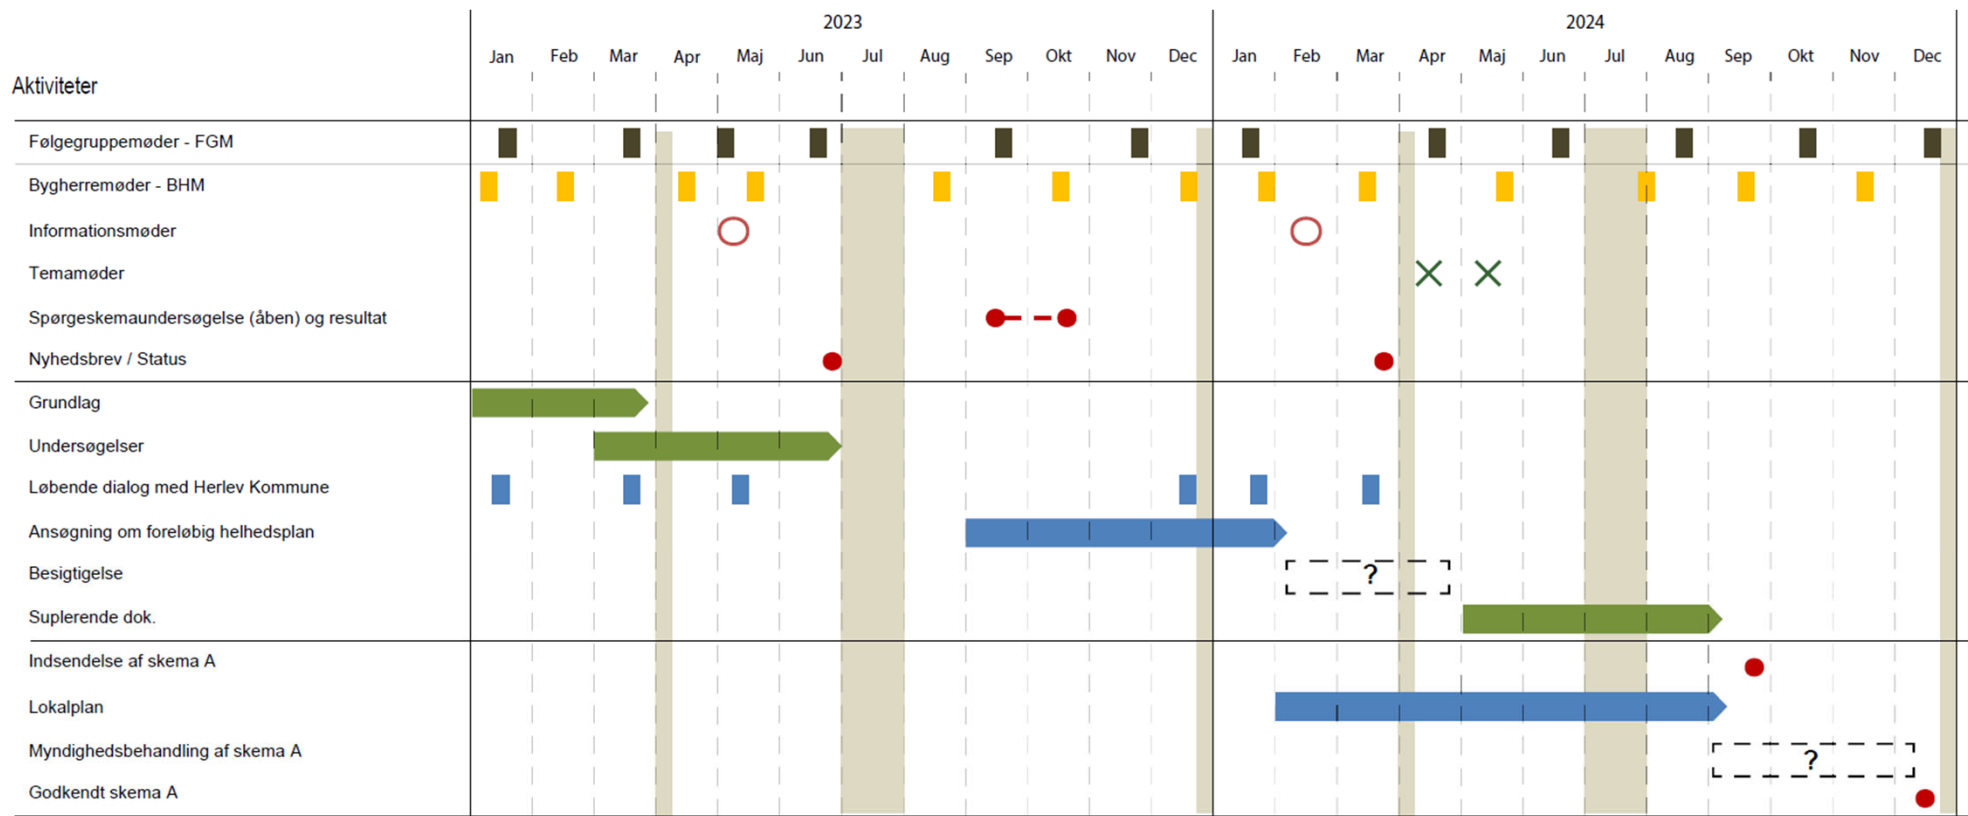 2023 2024
Jan Feb Mar Apr Maj Jun Jul Aug Sep Okt Nov Dec Jan Feb Mar Apr Maj Jun Jul Aug Sep Okt Nov Dec
Aktiviteter
Følgegruppemøder - FGM
Bygherremøder - BHM
Informationsmøder
Temamøder
Spørgeskemaundersøgelse (åben) og resultat
Nyhedsbrev / Status
Grundlag
Undersøgelser
Løbende dialog med Herlev Kommune
Ansøgning om foreløbig helhedsplan
Besigtigelse ?
Suplerende dok.
Indsendelse af skema A
Lokalplan
Myndighedsbehandling af skema A ?
Godkendt skema A